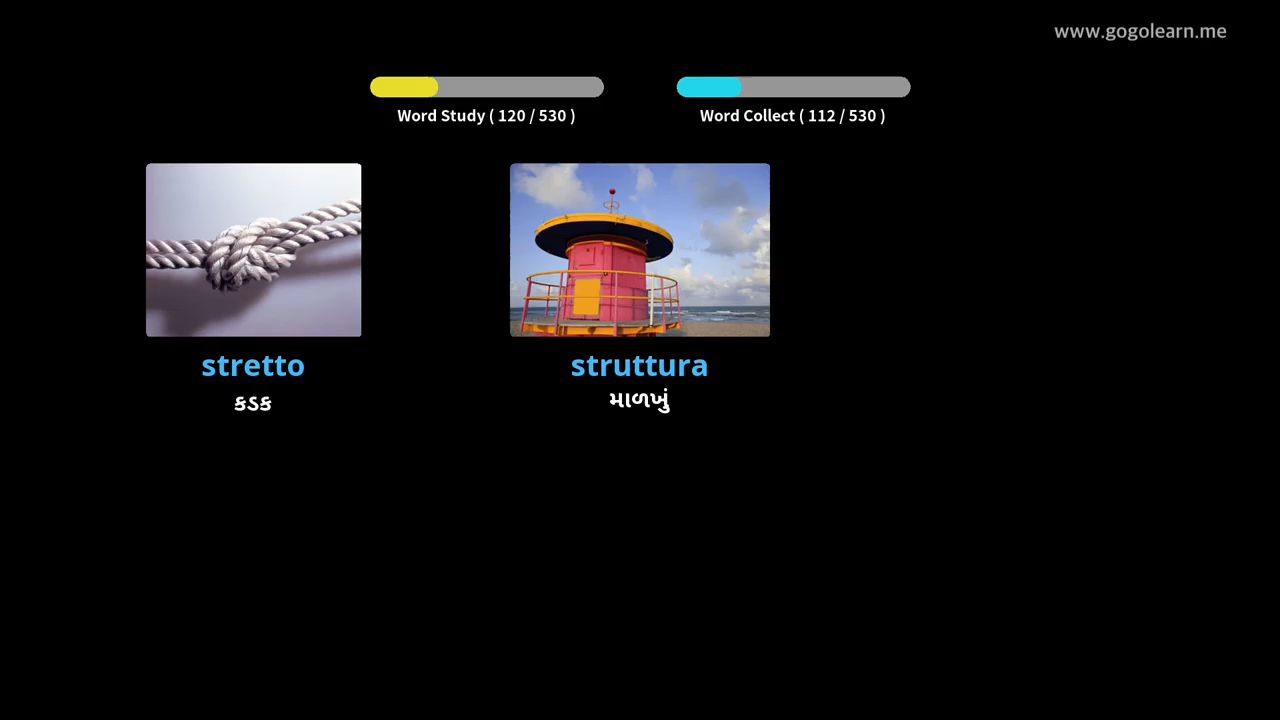 www.gogolearn.me
Word Study ( 120 / 530 )
Word Collect ( 112 / 530 )
stretto
struttura
કડક
માળખું